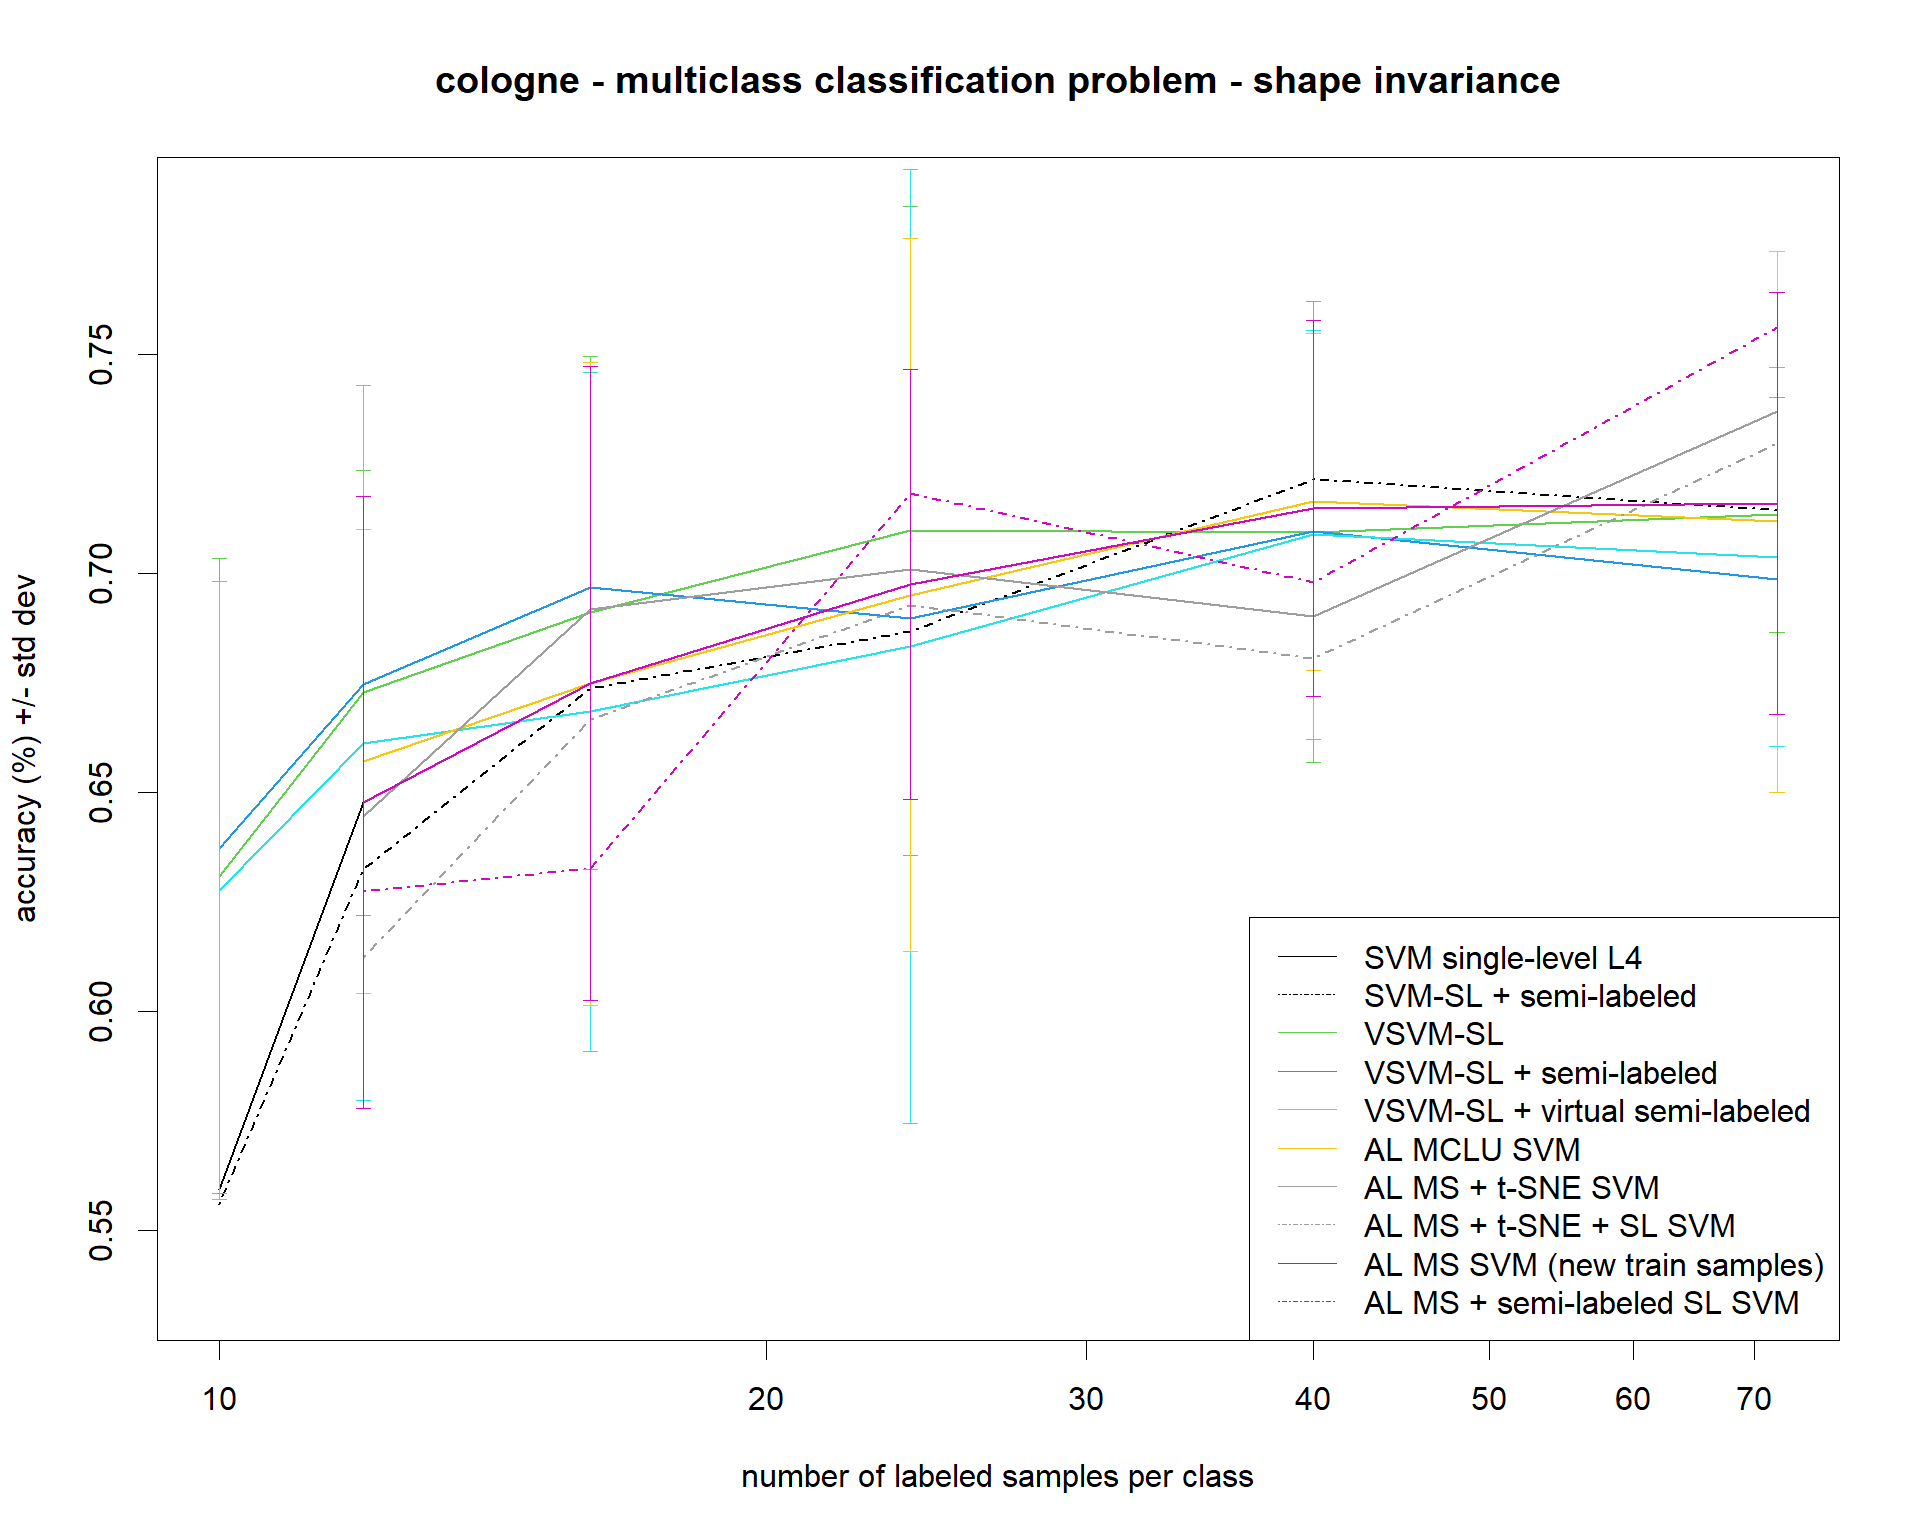 cologne - multiclass classification problem - shape invariance
accuracy (%) +/- std dev
0.75
0.70
0.65
0.60
0.55
SVM single-level L4
SVM-SL + semi-labeled
VSVM-SL
VSVM-SL + semi-labeled
VSVM-SL + virtual semi-labeled
AL MCLU SVM
AL MS + t-SNE SVM
AL MS + t-SNE + SL SVM
AL MS SVM (new train samples)
AL MS + semi-labeled SL SVM
10 20 30 40 50 60 70
number of labeled samples per class